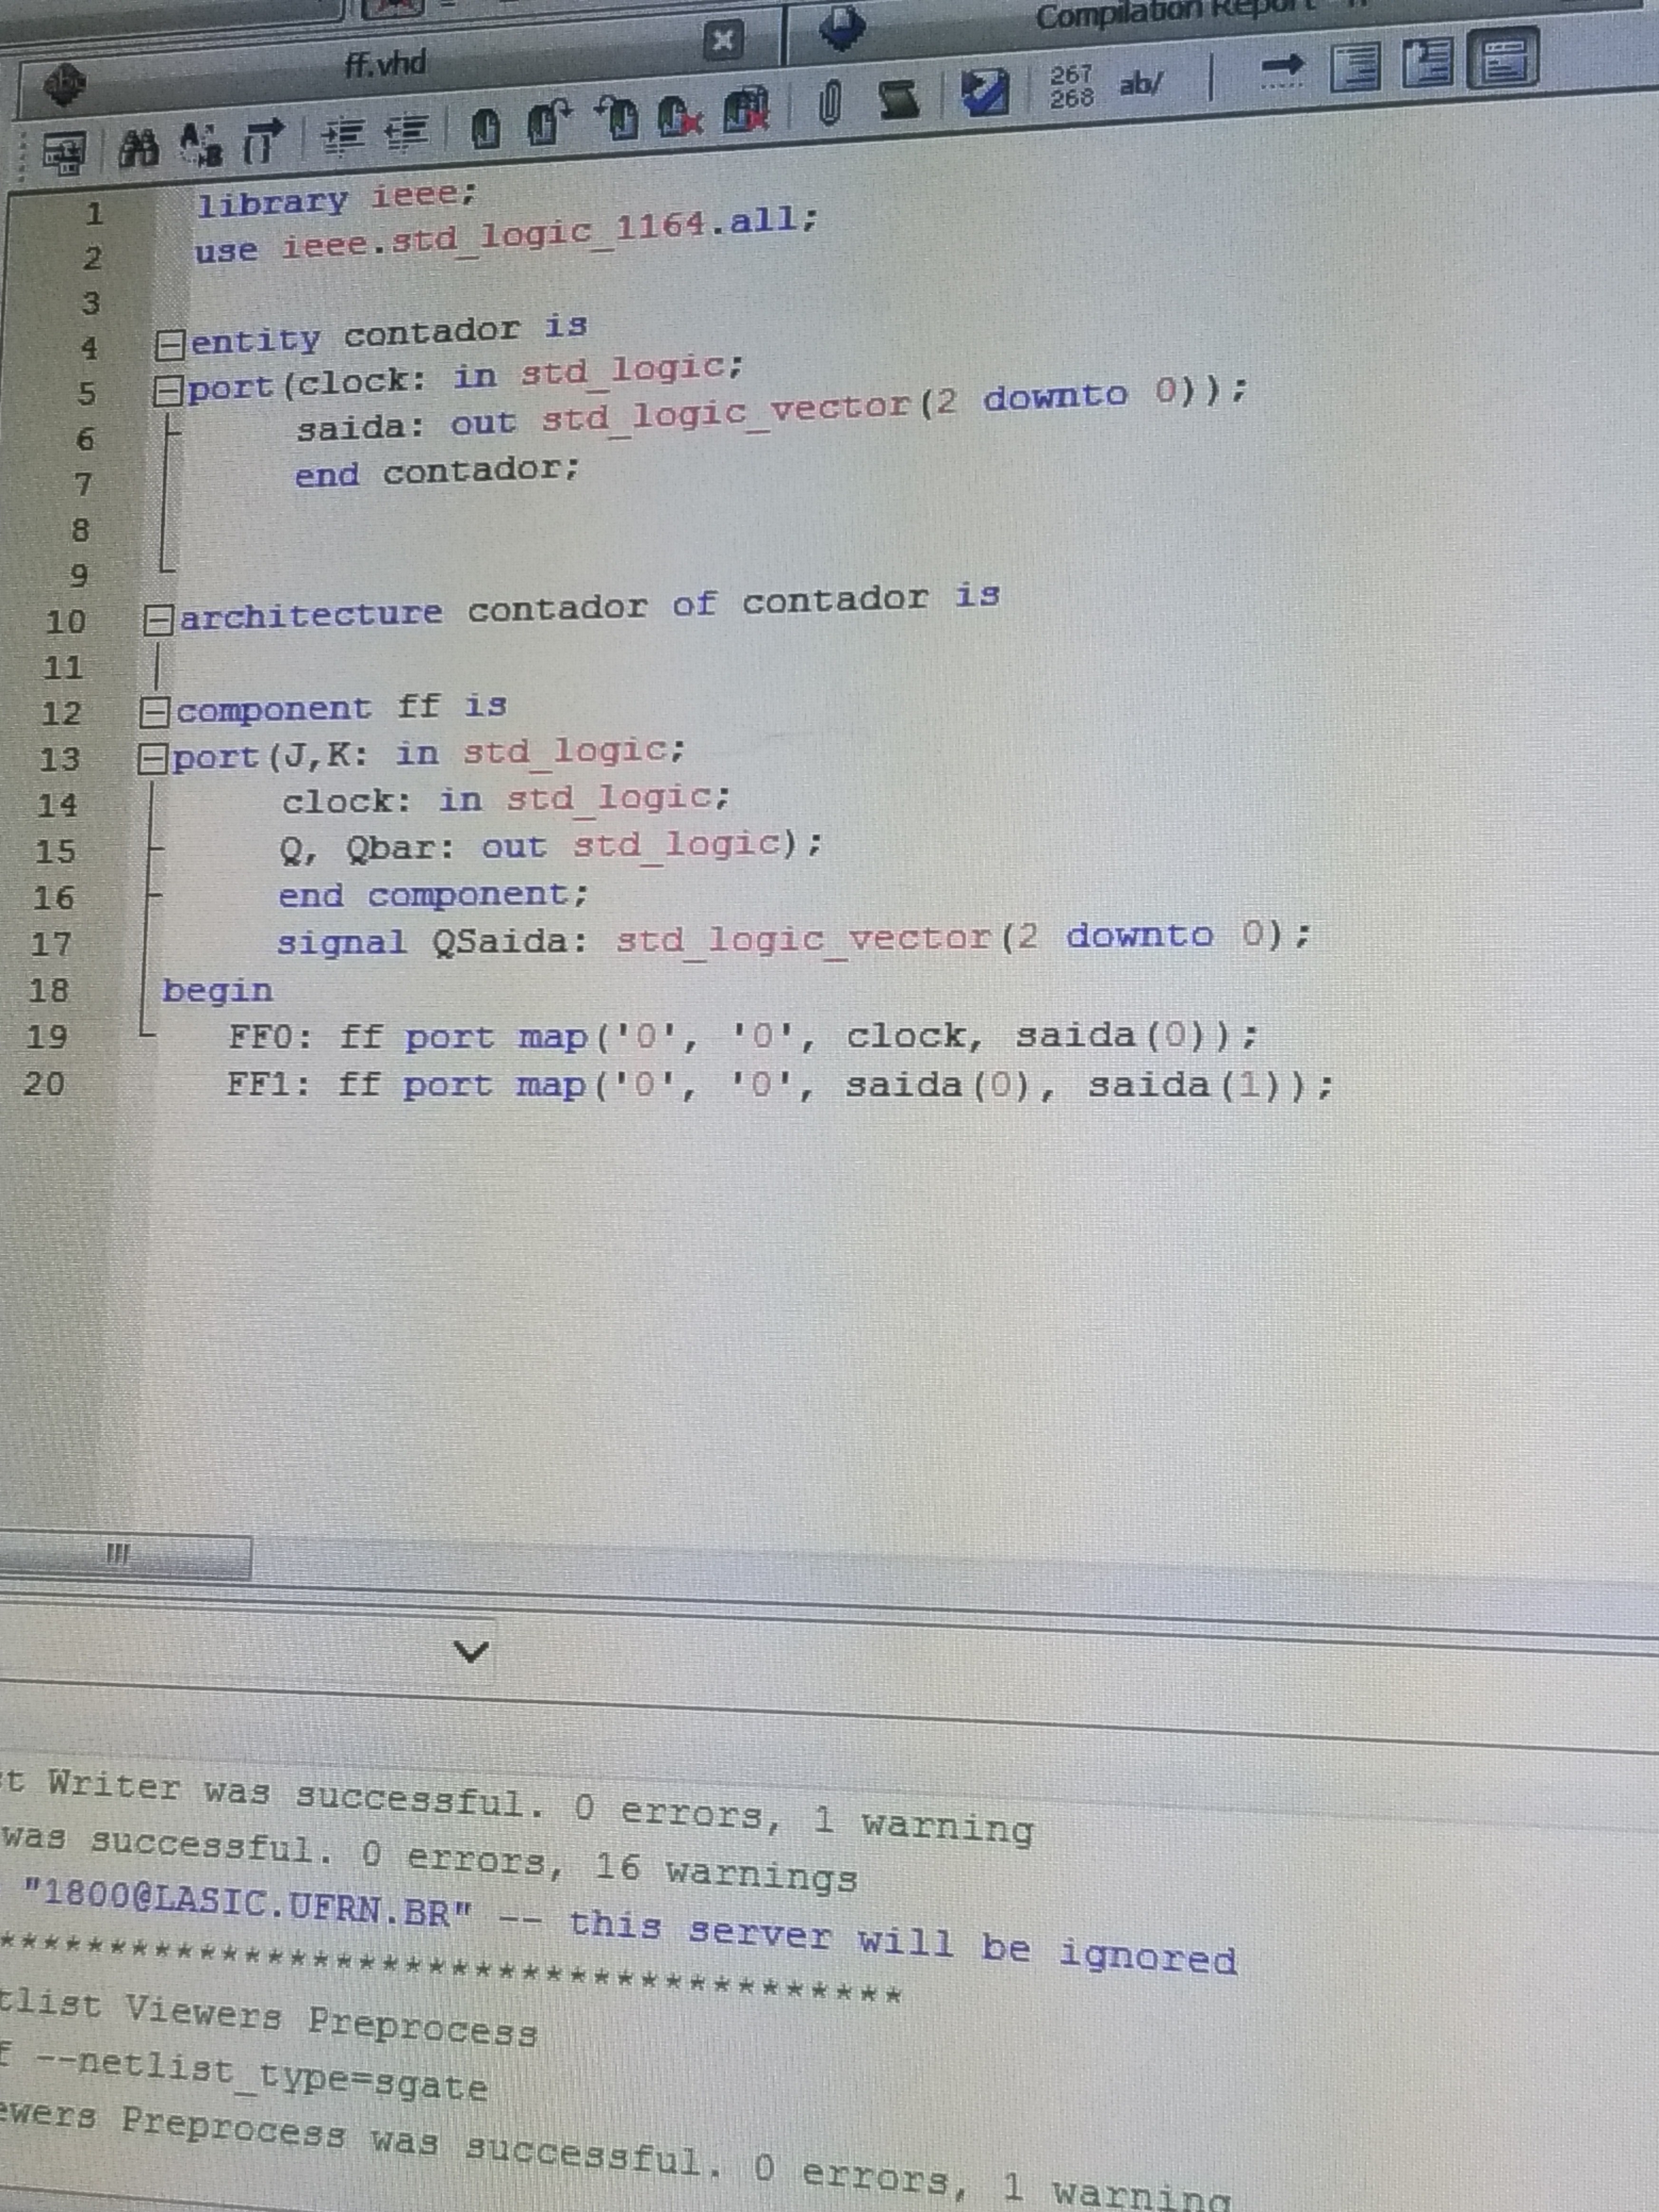 Compilation Report
ff.vhd
267
268
ab/
1 library ieee;
2 use ieee.std_logic_1164.all;
3
4 entity contador is
5 port(clock: in std_logic;
6 saida: out std_logic_vector(2 downto 0));
7 end contador;
8
9
10 architecture contador of contador is
11
12 component ff is
13 port(J,K: in std_logic;
14 clock: in std_logic;
15 Q, Qbar: out std_logic);
16 end component;
17 signal QSaida: std_logic_vector(2 downto 0);
18 begin
19 FF0: ff port map('0', '0', clock, saida(0));
20 FF1: ff port map('0', '0', saida(0), saida(1));
t Writer was successful. 0 errors, 1 warning
was successful. 0 errors, 16 warnings
"1800@LASIC.UFRN.BR" -- this server will be ignored
****************************************
tlist Viewers Preprocess
f --netlist_type=sgate
ewers Preprocess was successful. 0 errors, 1 warning